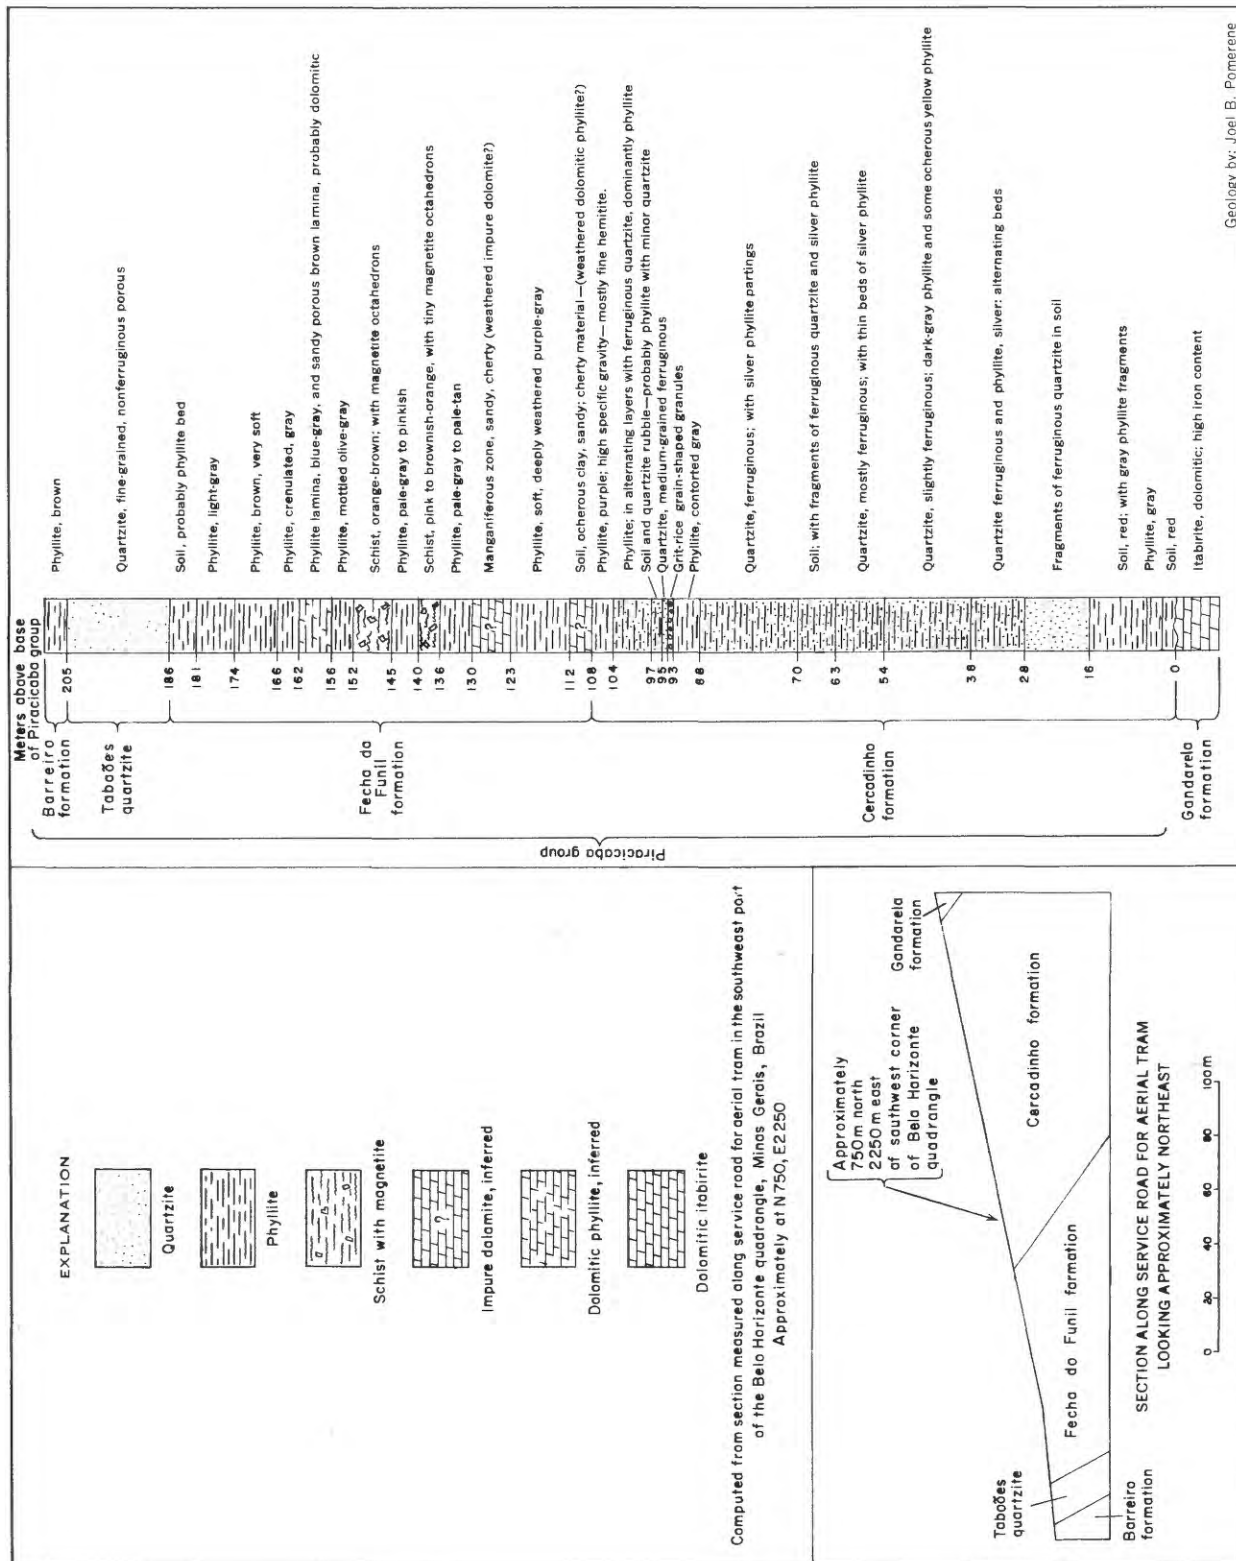 EXPLANATION
Quartzite
Phyllite
Schist with magnetite
Impure dolomite, inferred
Dolomitic phyllite, inferred
Dolomitic itabirite
Computed from section measured along service road for aerial tram in the southwest part
of the Belo Horizonte quadrangle, Minas Gerais, Brazil
Approximately at N 750, E 2250
Approximately
750 m north
2250 m east
of southwest corner
of Belo Horizonte
quadrangle
Gandarela
formation
Cercadinho formation
Fecho do Funil formation
Taboões
quartzite
Barreiro
formation
SECTION ALONG SERVICE ROAD FOR AERIAL TRAM
LOOKING APPROXIMATELY NORTHEAST
0 20 40 60 80 100m
Meters above base
of Piracicaba group
Piracicaba group
Barreiro
formation
Taboões
quartzite
Fecha da
Funil
formation
Cercadinho
formation
Gandarela
formation
Phyllite, brown
205
Quartzite, fine-grained, nonferruginous porous
186
Soil, probably phyllite bed
181
Phyllite, light-gray
174
Phyllite, brown, very soft
166
Phyllite, crenulated, gray
162
Phyllite lamina, blue-gray, and sandy porous brown lamina, probably dolomitic
156
Phyllite, mottled olive-gray
152
Schist, orange-brown; with magnetite octahedrons
145
Phyllite, pale-gray to pinkish
140
Schist, pink to brownish-orange, with tiny magnetite octahedrons
136
Phyllite, pale-gray to pale-tan
130
Manganiferous zone, sandy, cherty (weathered impure dolomite?)
123
Phyllite, soft, deeply weathered purple-gray
112
Soil, ocherous clay, sandy; cherty material—(weathered dolomitic phyllite?)
108
Phyllite, purple; high specific gravity—mostly fine hemitite.
104
Phyllite; in alternating layers with ferruginous quartzite, dominantly phyllite
97
Soil and quartzite rubble—probably phyllite with minor quartzite
95
Quartzite, medium-grained ferruginous
93
Grit-rice grain-shaped granules
Phyllite, contorted gray
88
Quartzite, ferruginous; with silver phyllite partings
70
Soil; with fragments of ferruginous quartzite and silver phyllite
63
Quartzite, mostly ferruginous; with thin beds of silver phyllite
54
Quartzite, slightly ferruginous; dark-gray phyllite and some ocherous yellow phyllite
38
Quartzite ferruginous and phyllite, silver: alternating beds
28
Fragments of ferruginous quartzite in soil
16
Soil, red; with gray phyllite fragments
Phyllite, gray
Soil, red
0
Itabirite, dolomitic; high iron content
Geology by: Joel B. Pomerene